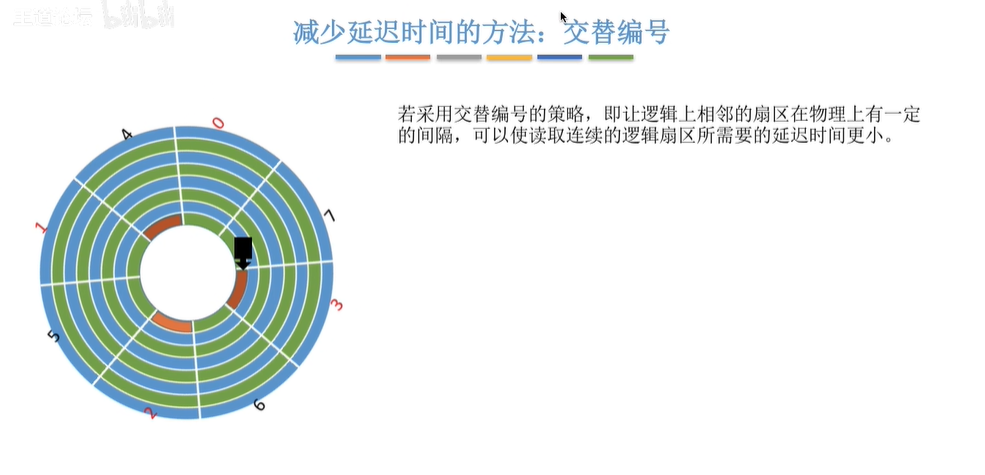 bilibili
减少延迟时间的方法：交替编号
若采用交替编号的策略，即让逻辑上相邻的扇区在物理上有一定
的间隔，可以使读取连续的逻辑扇区所需要的延迟时间更小。
4
0
1
7
3
5
2
6